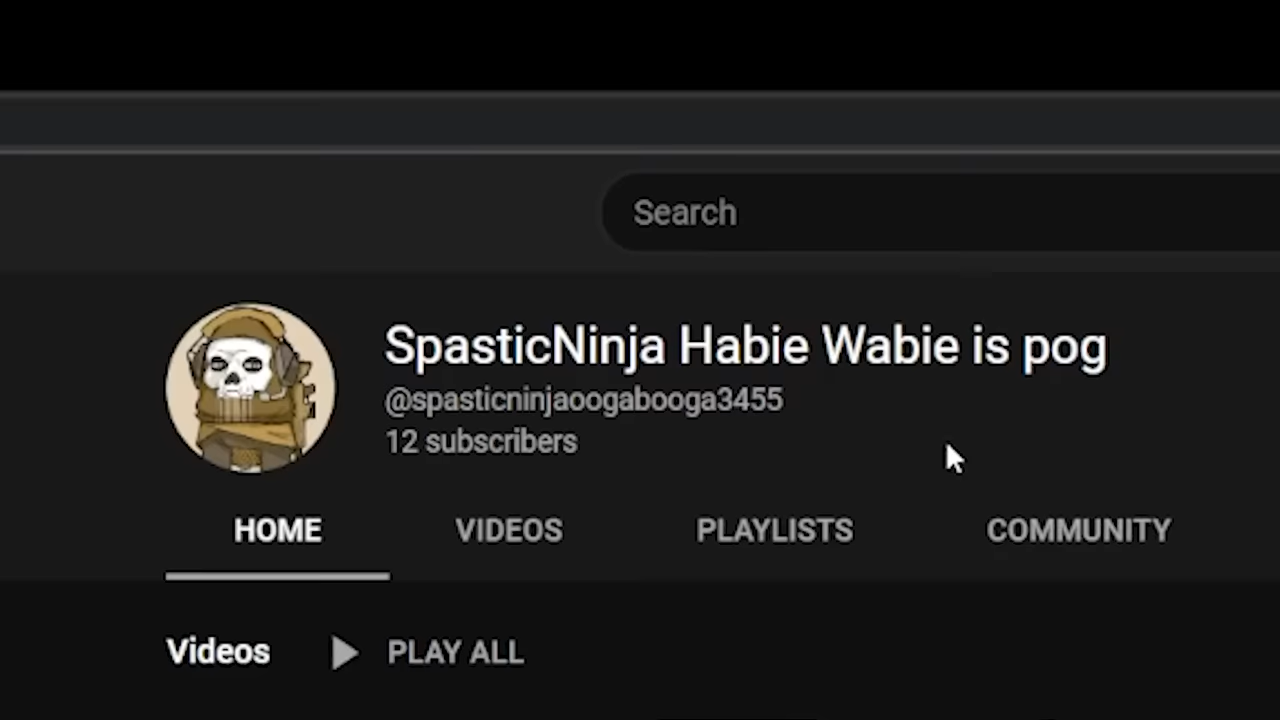 Search
SpasticNinja Habie Wabie is pog
@spasticninjaoogabooga3455
12 subscribers
HOME VIDEOS PLAYLISTS COMMUNITY
Videos PLAY ALL